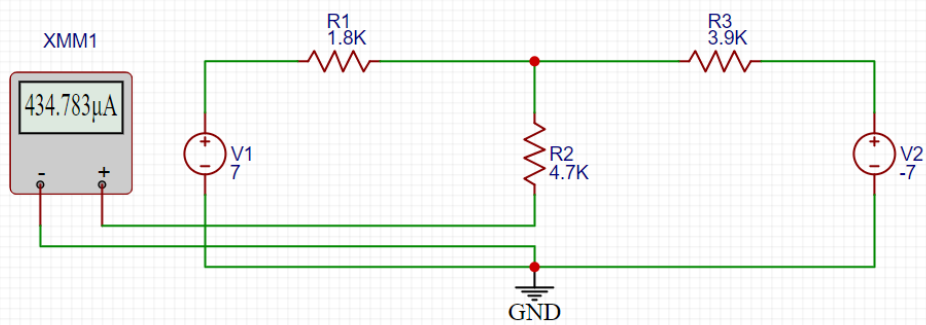 XMM1
434.783µA
-
+
R1
1.8K
R3
3.9K
+
-
V1
7
R2
4.7K
+
-
V2
-7
GND